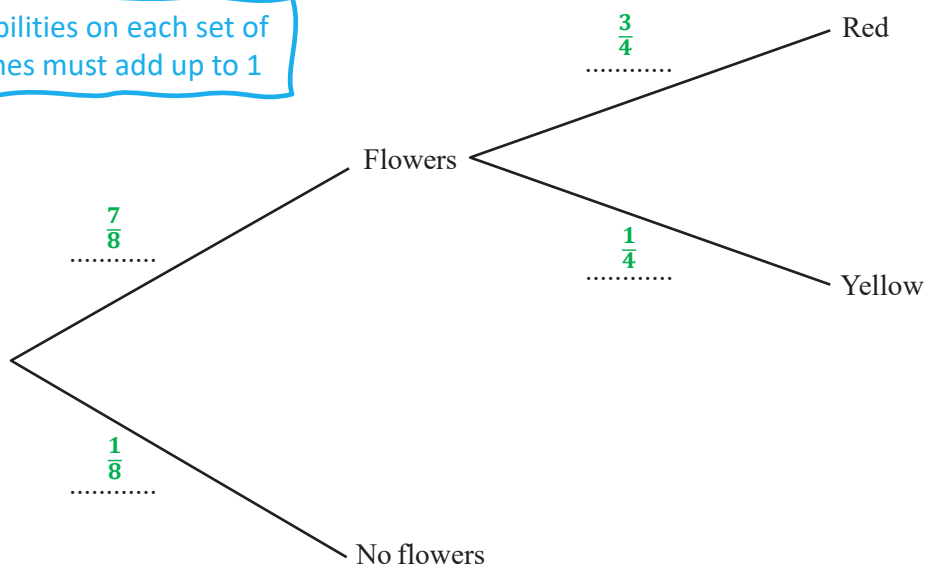 bilities on each set of
nes must add up to 1
3/4
............
Red
Flowers
7/8
............
1/4
............
Yellow
1/8
............
No flowers